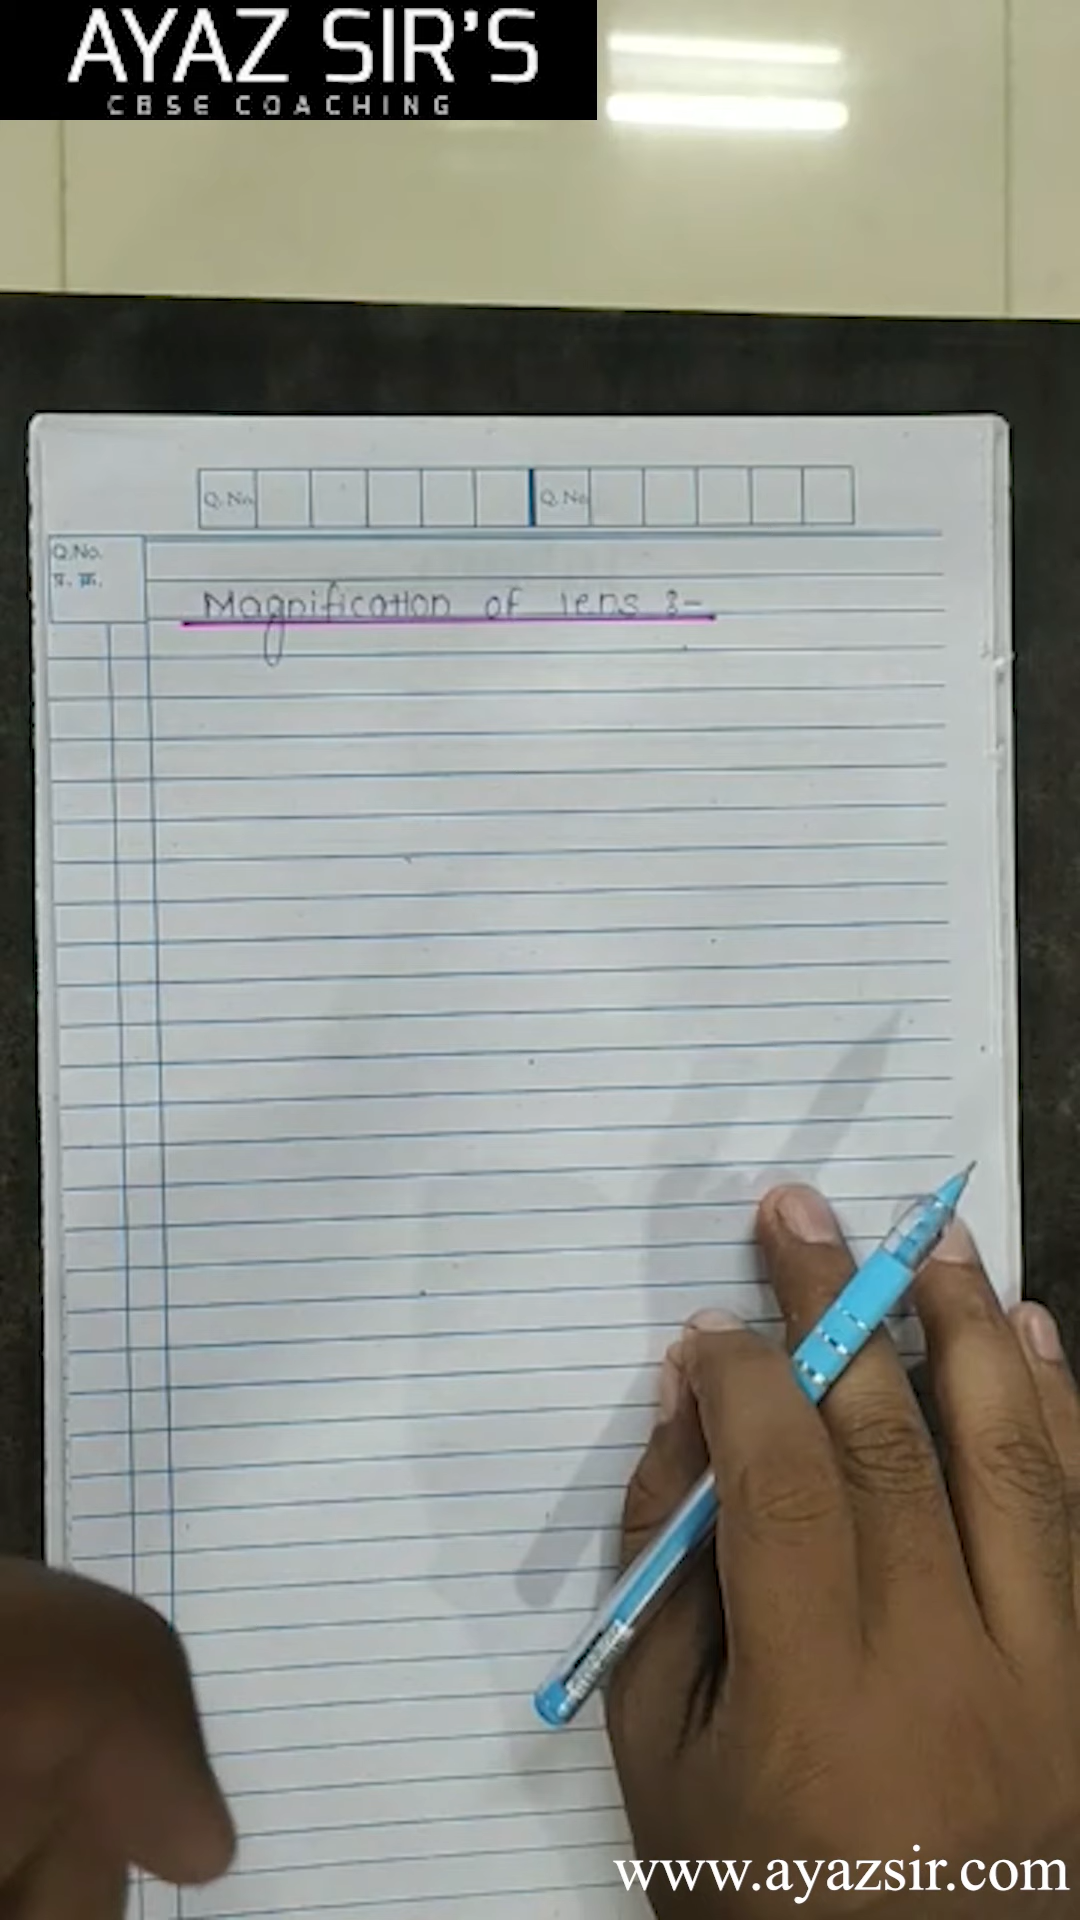 AYAZ SIR'S
CBSE COACHING
Q. No. Q. No.
Q.No.
प्र. क्र.
Magnification of lens :-
www.ayazsir.com